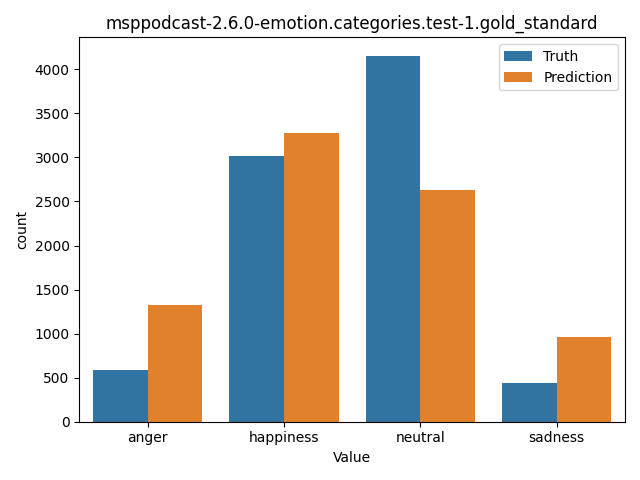 msppodcast-2.6.0-emotion.categories.test-1.gold_standard
Truth
Prediction
4000
3500
3000
2500
2000
1500
1000
500
0
count
anger happiness neutral sadness
Value